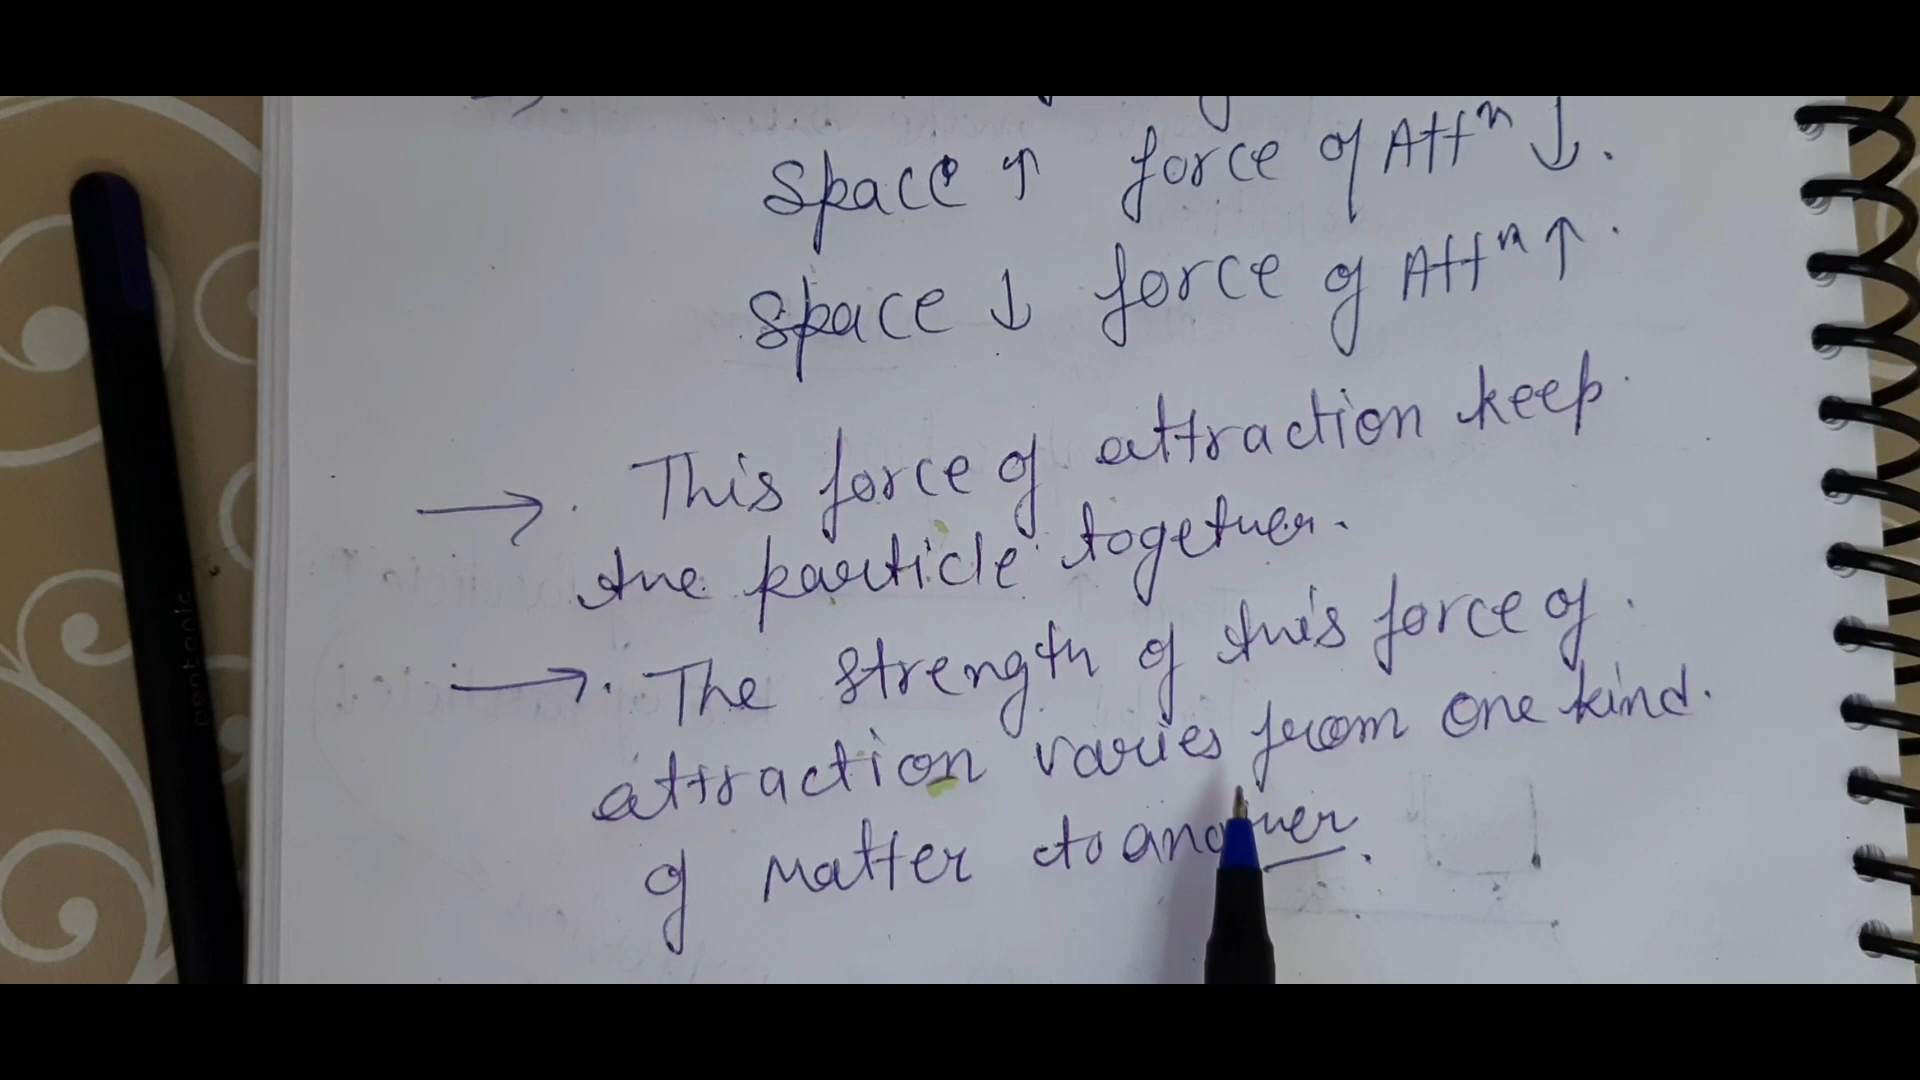 Space ↑ force of Attⁿ ↓.
Space ↓ force of Attⁿ ↑.
→ This force of attraction keep
the particle together.
→ The strength of this force of
attraction varies from one kind.
of Matter to another.
pentonic